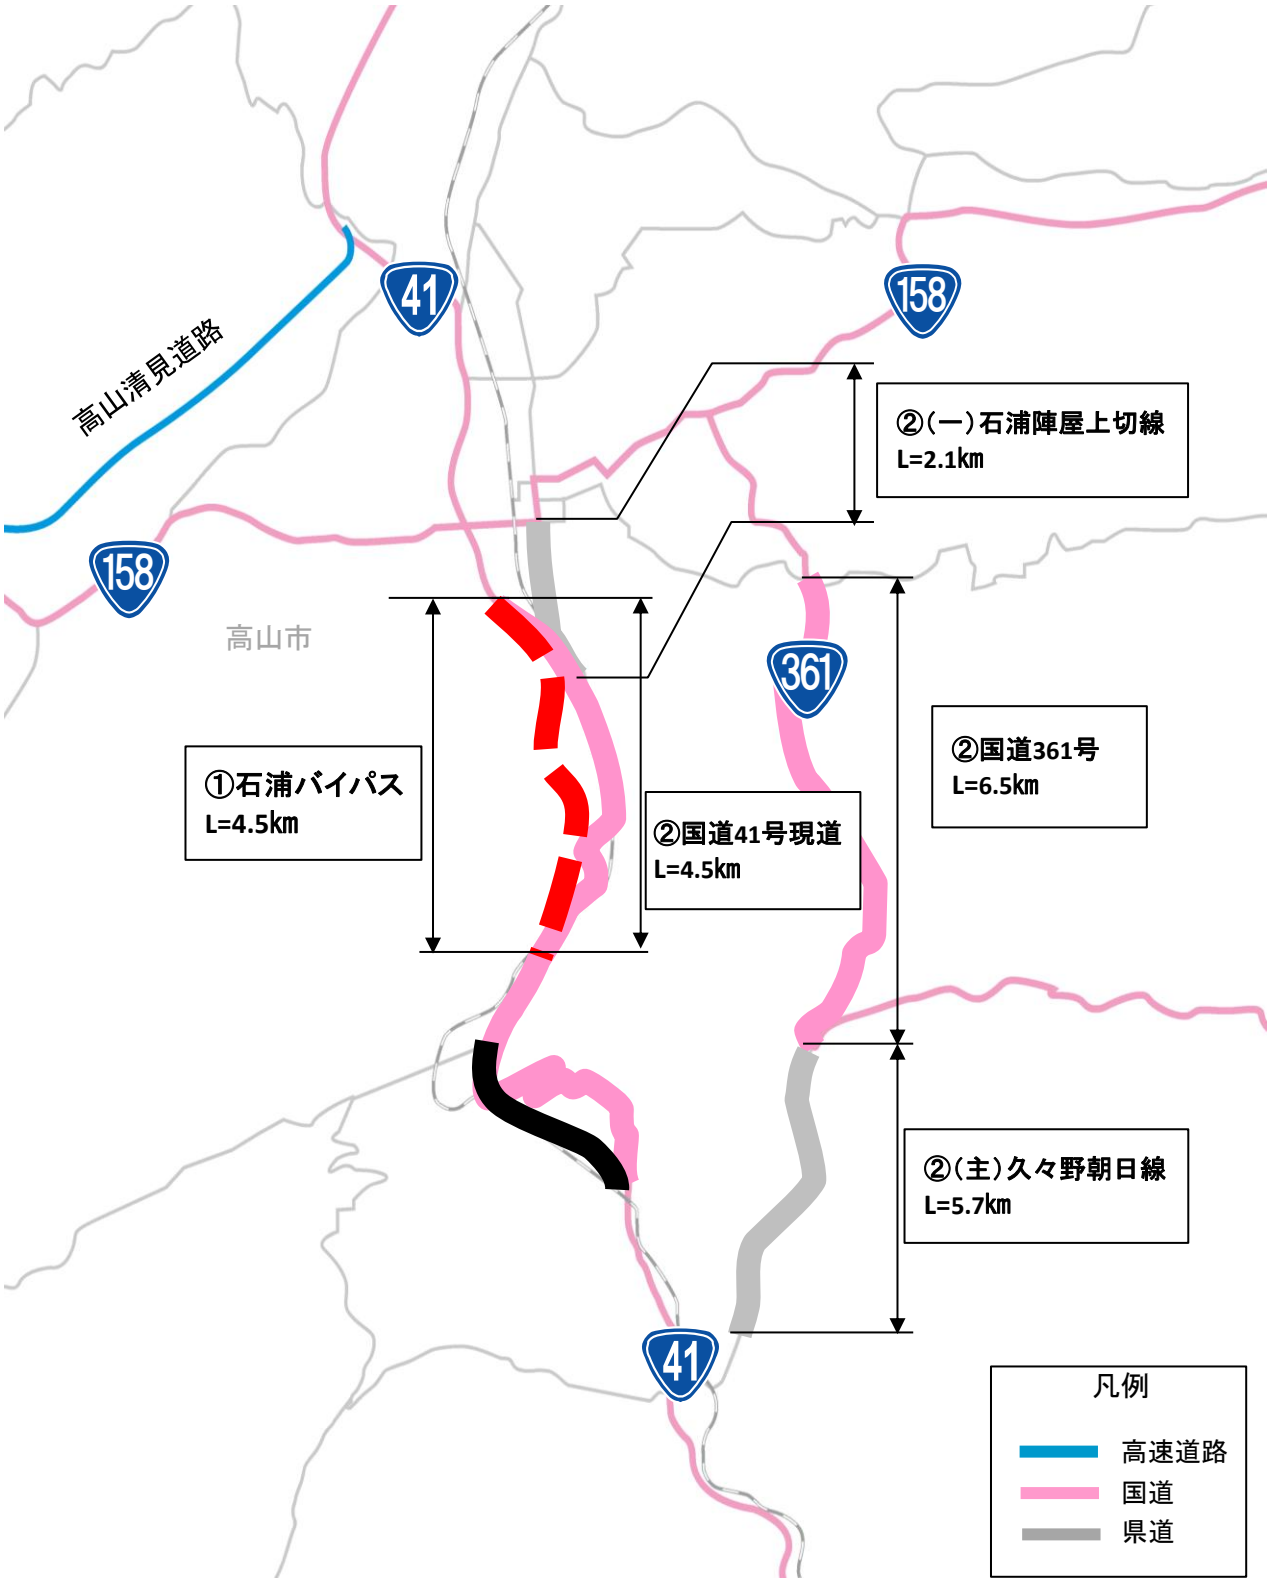 41
158
高山清見道路
②(一)石浦陣屋上切線
L=2.1km
158
高山市
361
②国道361号
L=6.5km
①石浦バイパス
L=4.5km
②国道41号現道
L=4.5km
②(主)久々野朝日線
L=5.7km
41
凡例
高速道路
国道
県道